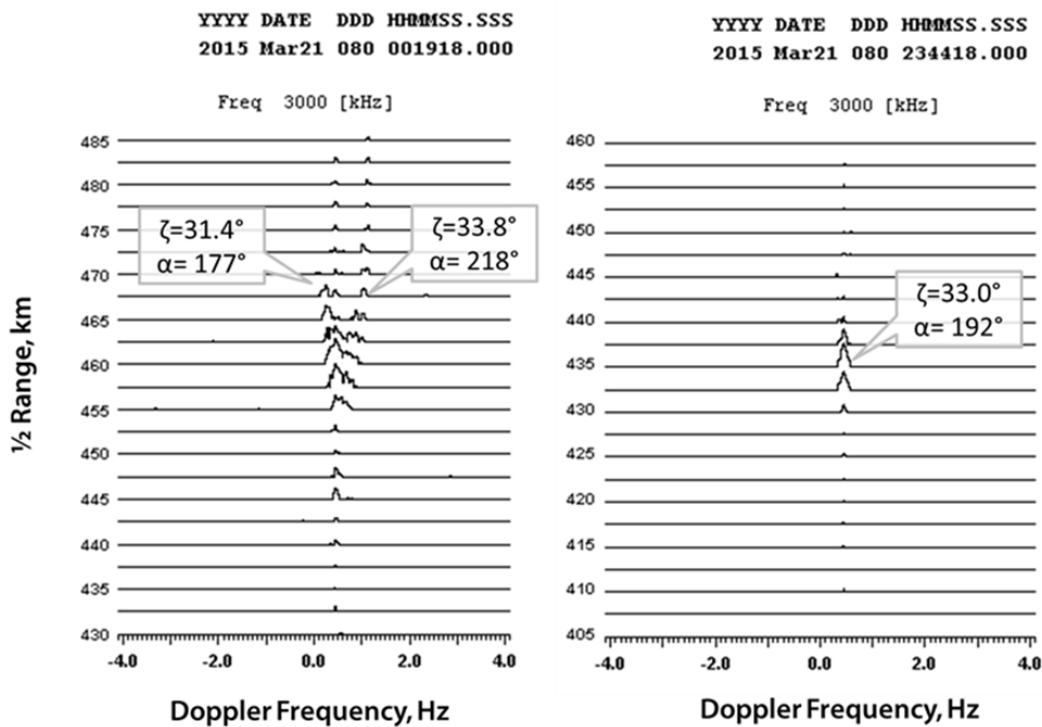 YYYY DATE  DDD HHMMSS.SSS
2015 Mar21 080 001918.000
Freq  3000 [kHz]
485
480
475
470
465
460
455
450
445
440
435
430
ζ=31.4°
α= 177°
ζ=33.8°
α= 218°
-4.0 -2.0 0.0 2.0 4.0
Doppler Frequency, Hz
½ Range, km
YYYY DATE  DDD HHMMSS.SSS
2015 Mar21 080 234418.000
Freq  3000 [kHz]
460
455
450
445
440
435
430
425
420
415
410
405
ζ=33.0°
α= 192°
-4.0 -2.0 0.0 2.0 4.0
Doppler Frequency, Hz